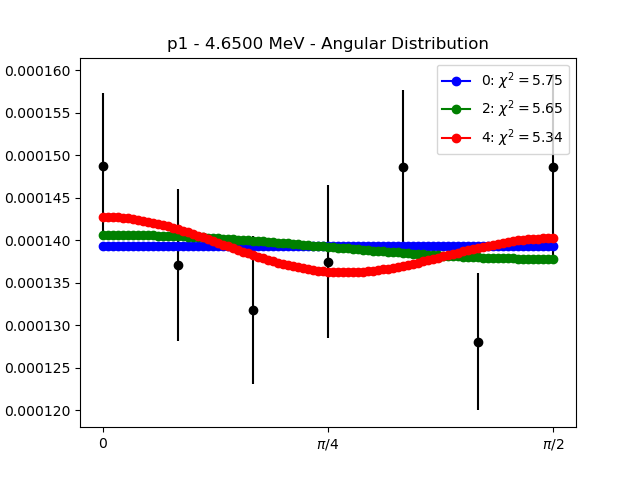 p1 - 4.6500 MeV - Angular Distribution
0.000160
0.000155
0.000150
0.000145
0.000140
0.000135
0.000130
0.000125
0.000120
0: χ² = 5.75
2: χ² = 5.65
4: χ² = 5.34
0
π/4
π/2